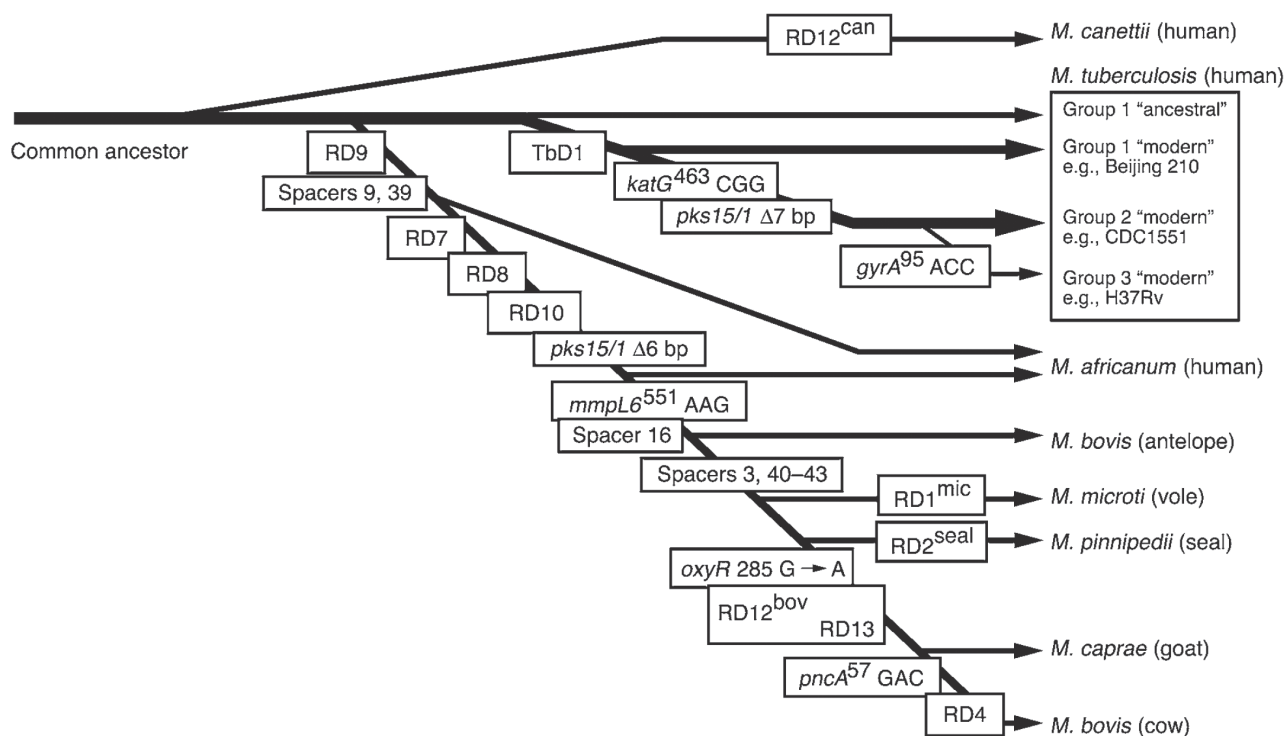 RD12can
M. canettii (human)
M. tuberculosis (human)
Common ancestor
RD9
TbD1
Group 1 "ancestral"
Group 1 "modern"
e.g., Beijing 210
Spacers 9, 39
katG463 CGG
pks15/1 Δ7 bp
Group 2 "modern"
e.g., CDC1551
RD7
gyrA95 ACC
RD8
Group 3 "modern"
e.g., H37Rv
RD10
pks15/1 Δ6 bp
M. africanum (human)
mmpL6551 AAG
Spacer 16
M. bovis (antelope)
Spacers 3, 40–43
RD1mic
M. microti (vole)
RD2seal
M. pinnipedii (seal)
oxyR 285 G → A
RD12bov
RD13
M. caprae (goat)
pncA57 GAC
RD4
M. bovis (cow)